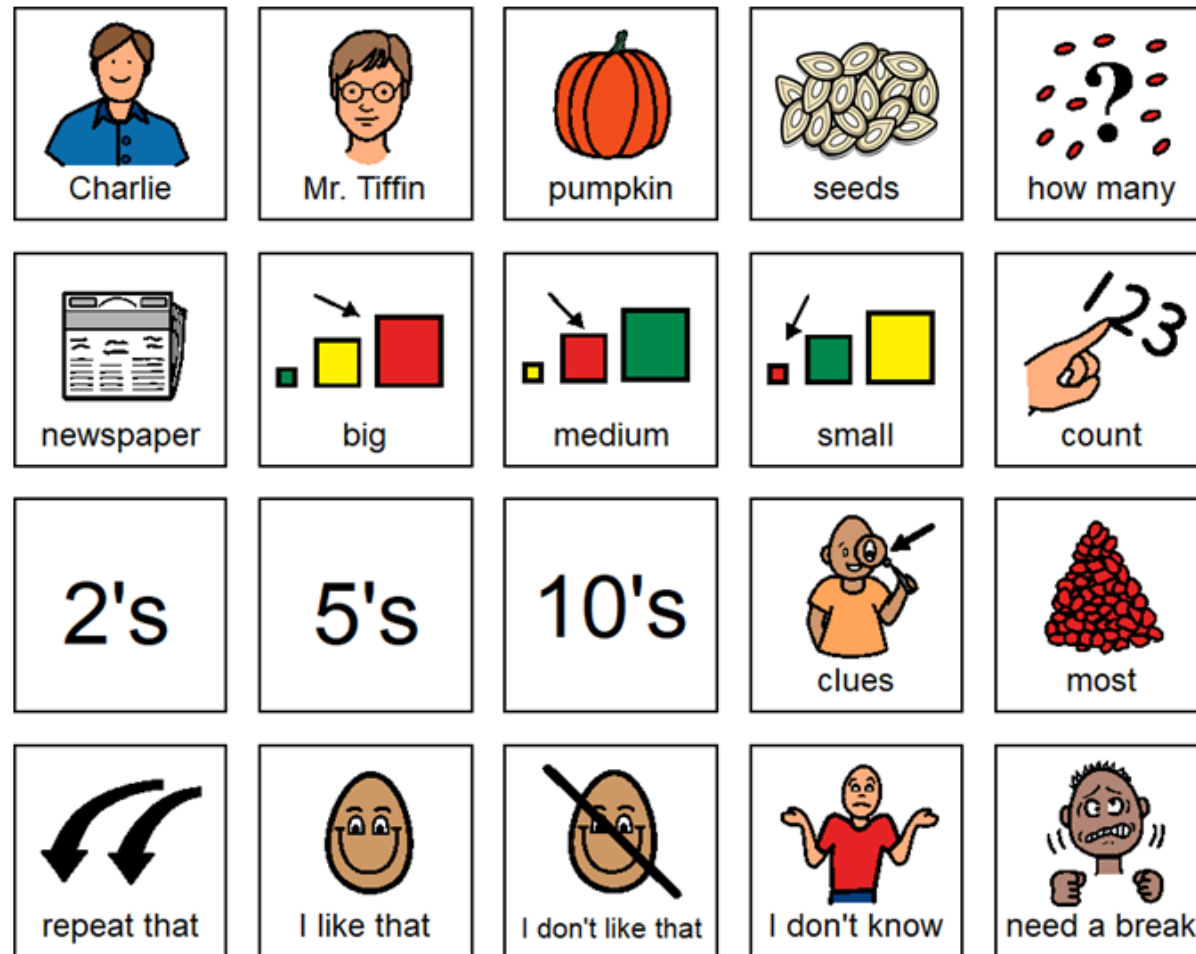 Charlie
Mr. Tiffin
pumpkin
seeds
?
how many
newspaper
big
medium
small
123
count
2's
5's
10's
clues
most
repeat that
I like that
I don't like that
I don't know
need a break